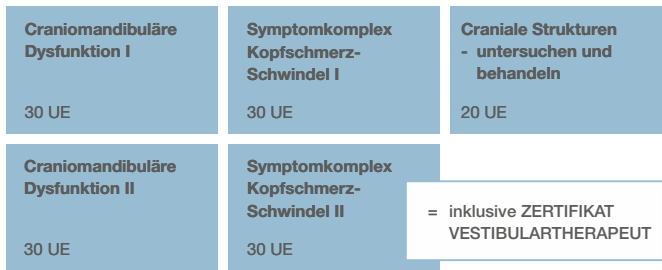 Craniomandibuläre
Dysfunktion I
30 UE
Symptomkomplex
Kopfschmerz-
Schwindel I
30 UE
Craniale Strukturen
- untersuchen und
behandeln
20 UE
Craniomandibuläre
Dysfunktion II
30 UE
Symptomkomplex
Kopfschmerz-
Schwindel II
30 UE
= inklusive ZERTIFIKAT
VESTIBULARTHERAPEUT